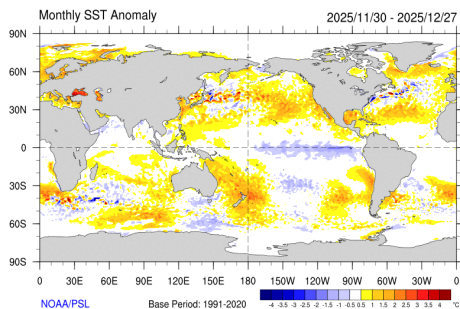 Monthly SST Anomaly 2025/11/30 - 2025/12/27
90N
60N
30N
0
30S
60S
90S
0 30E 60E 90E 120E 150E 180 150W 120W 90W 60W 30W 0
NOAA/PSL Base Period: 1991-2020
-4 -3.5 -3 -2.5 -2 -1.5 -1 -0.5 0.5 1 1.5 2 2.5 3 3.5 4 °C